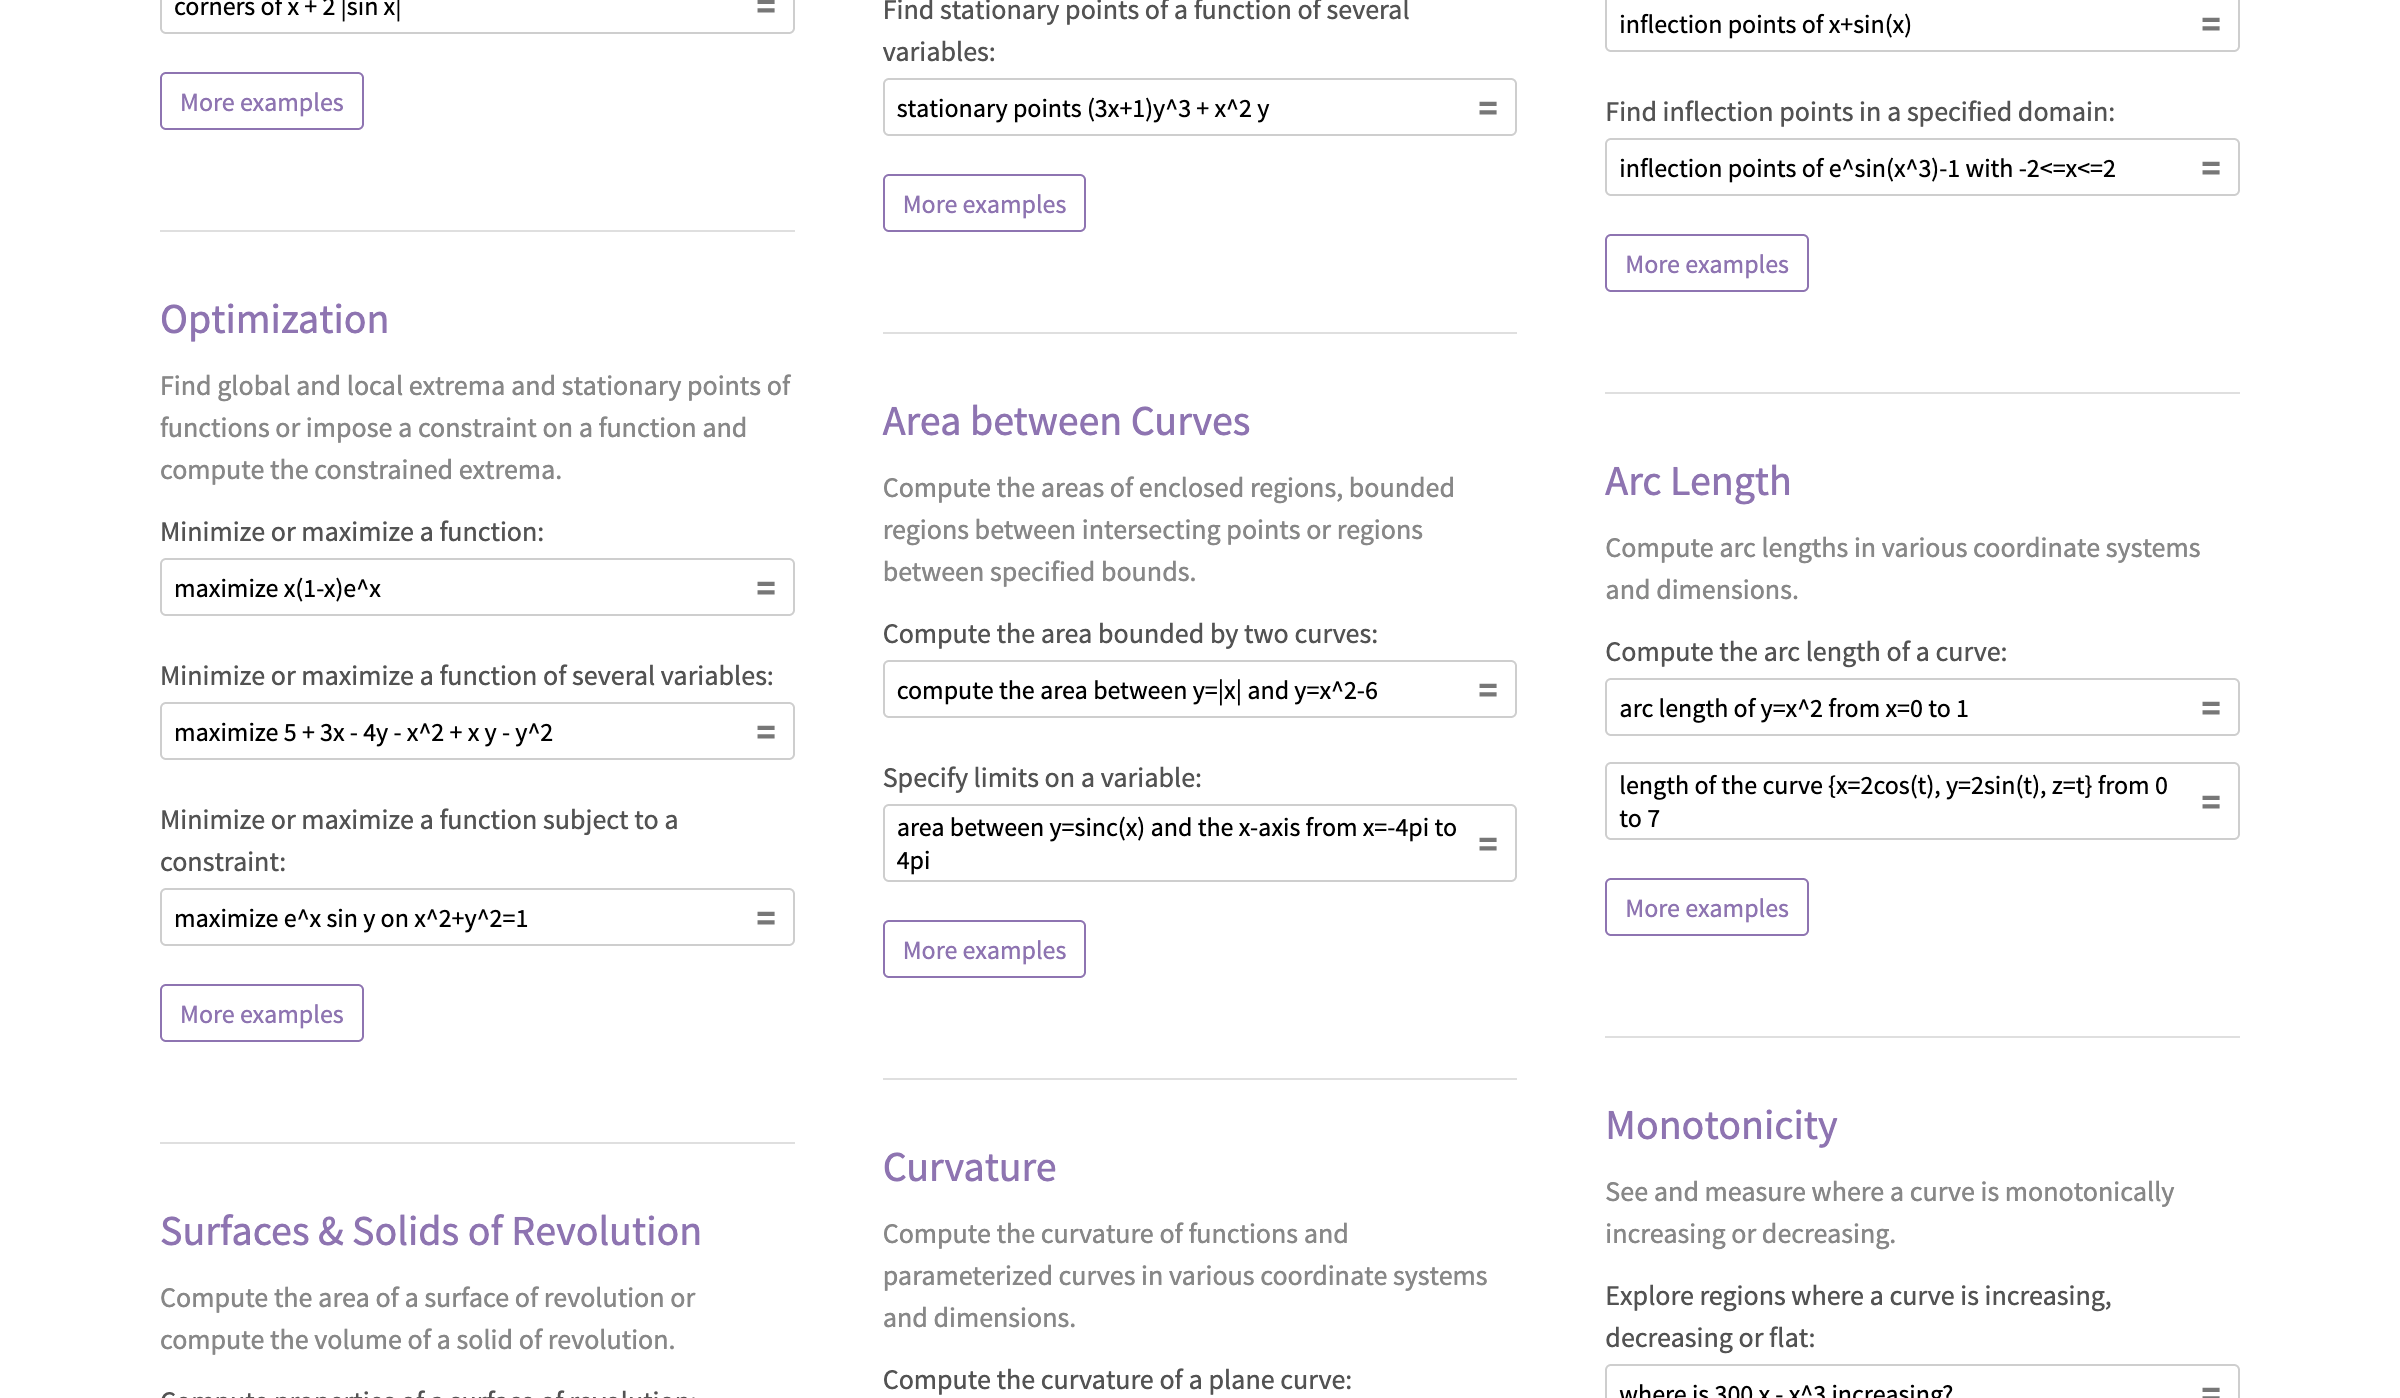 corners of x + 2 |sin x|
More examples
Optimization
Find global and local extrema and stationary points of
functions or impose a constraint on a function and
compute the constrained extrema.
Minimize or maximize a function:
maximize x(1-x)e^x
Minimize or maximize a function of several variables:
maximize 5 + 3x - 4y - x^2 + x y - y^2
Minimize or maximize a function subject to a
constraint:
maximize e^x sin y on x^2+y^2=1
More examples
Surfaces & Solids of Revolution
Compute the area of a surface of revolution or
compute the volume of a solid of revolution.
Compute properties of a surface of revolution:
Find stationary points of a function of several
variables:
stationary points (3x+1)y^3 + x^2 y
More examples
Area between Curves
Compute the areas of enclosed regions, bounded
regions between intersecting points or regions
between specified bounds.
Compute the area bounded by two curves:
compute the area between y=|x| and y=x^2-6
Specify limits on a variable:
area between y=sinc(x) and the x-axis from x=-4pi to
4pi
More examples
Curvature
Compute the curvature of functions and
parameterized curves in various coordinate systems
and dimensions.
Compute the curvature of a plane curve:
inflection points of x+sin(x)
Find inflection points in a specified domain:
inflection points of e^sin(x^3)-1 with -2<=x<=2
More examples
Arc Length
Compute arc lengths in various coordinate systems
and dimensions.
Compute the arc length of a curve:
arc length of y=x^2 from x=0 to 1
length of the curve {x=2cos(t), y=2sin(t), z=t} from 0
to 7
More examples
Monotonicity
See and measure where a curve is monotonically
increasing or decreasing.
Explore regions where a curve is increasing,
decreasing or flat:
where is 300 x - x^3 increasing?